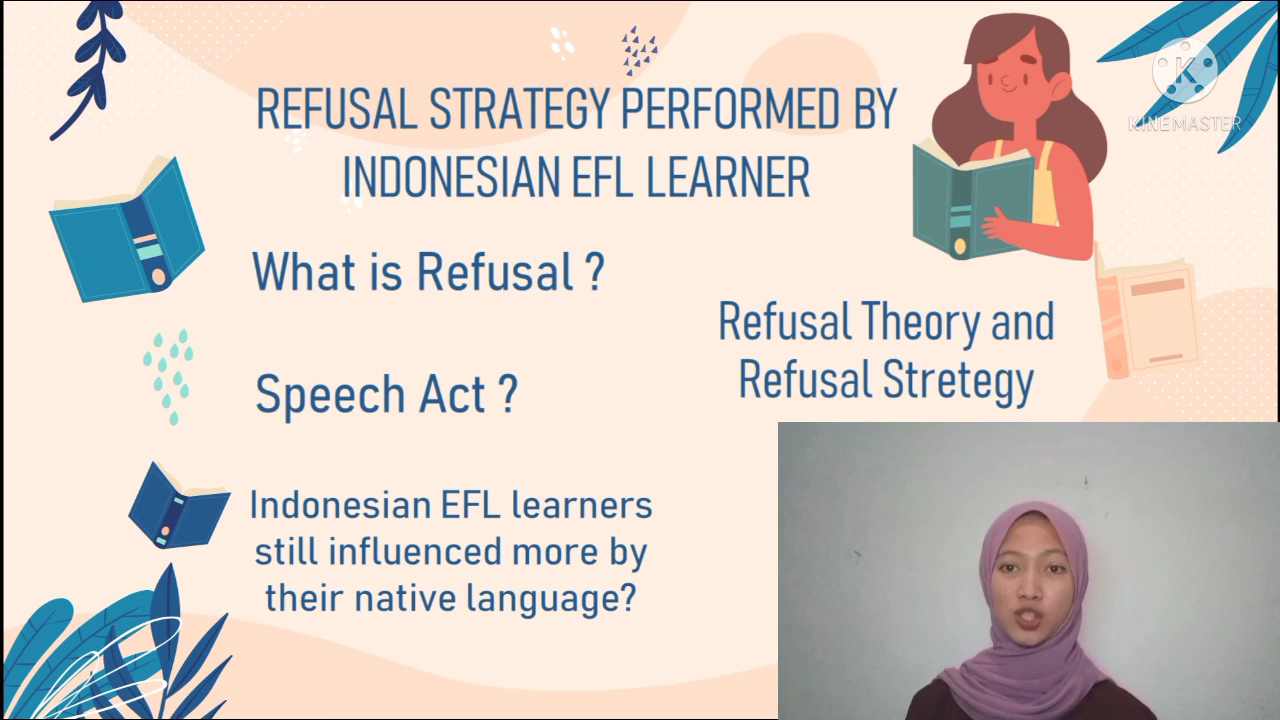 REFUSAL STRATEGY PERFORMED BY
INDONESIAN EFL LEARNER
What is Refusal ?
Refusal Theory and
Refusal Stretegy
Speech Act ?
Indonesian EFL learners
still influenced more by
their native language?
K
KINEMASTER